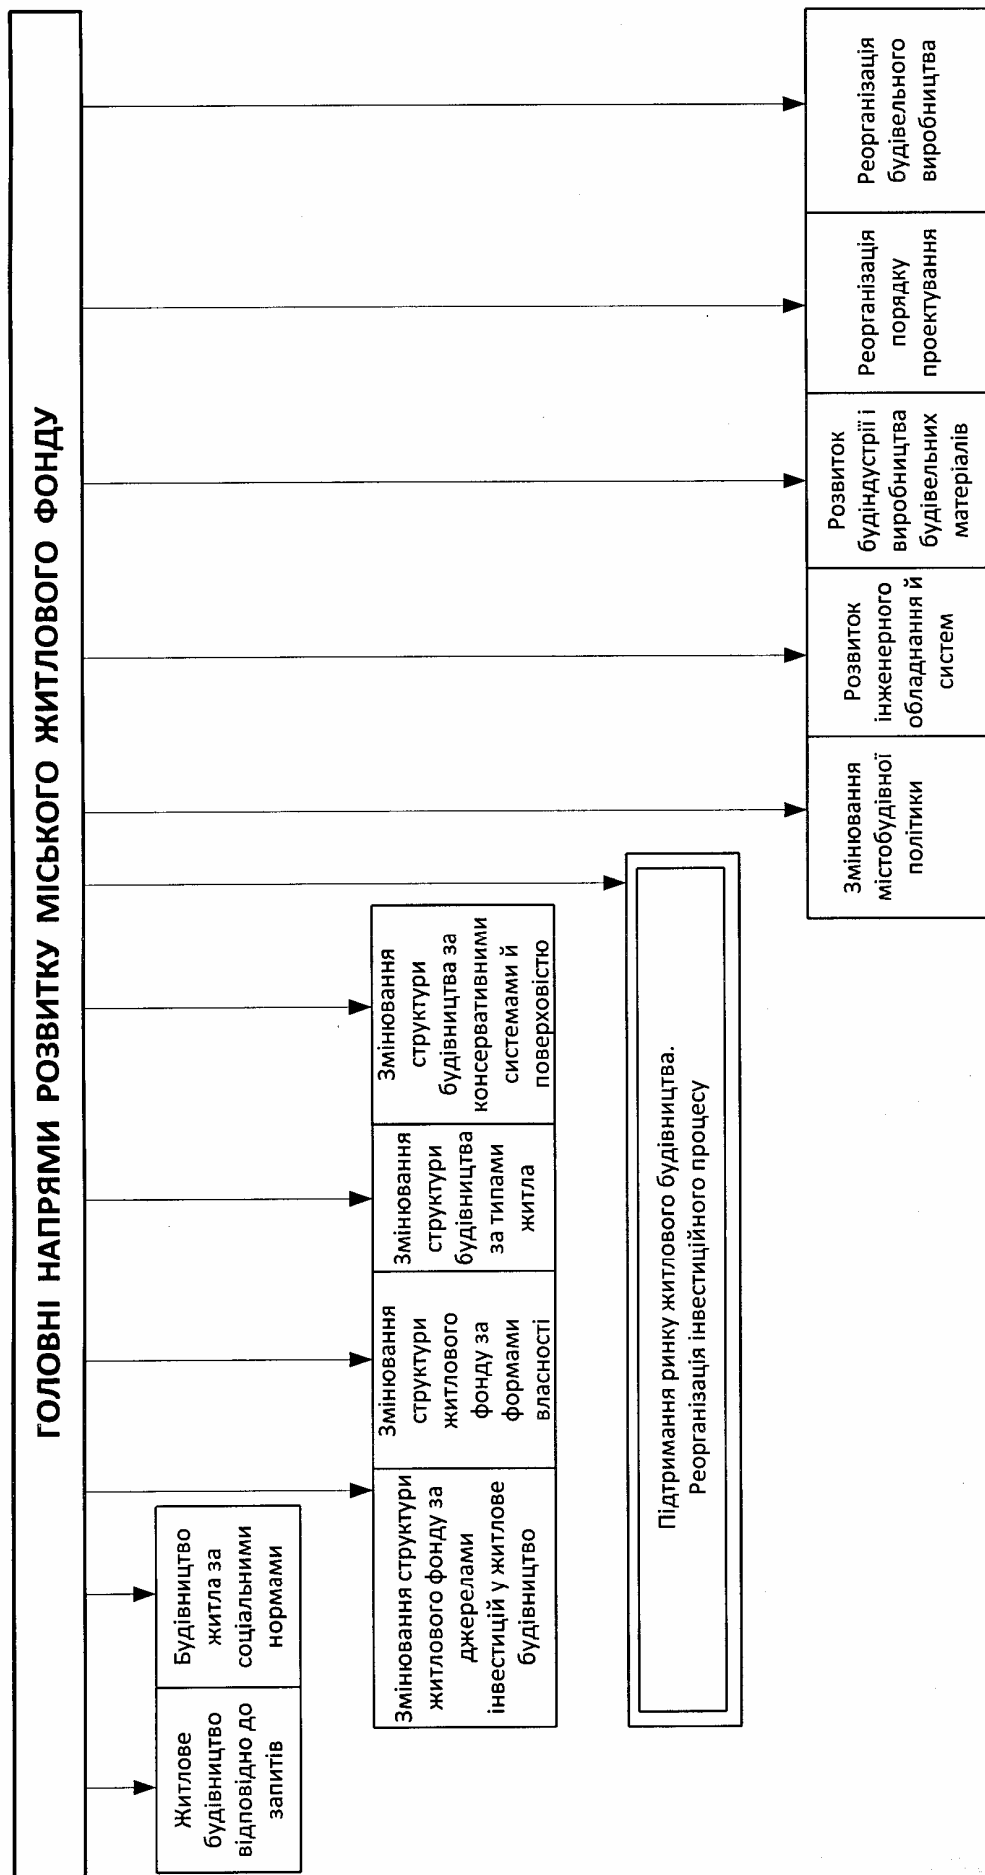 ГОЛОВНІ НАПРЯМИ РОЗВИТКУ МІСЬКОГО ЖИТЛОВОГО ФОНДУ
Житлове
будівництво
відповідно до
запитів
Будівництво
житла за
соціальними
нормами
Змінювання структури
житлового фонду за
джерелами
інвестицій у житлове
будівництво
Змінювання
структури
житлового
фонду за
формами
власності
Змінювання
структури
будівництва
за типами
житла
Змінювання
структури
будівництва за
консервативними
системами й
поверховістю
Підтримання ринку житлового будівництва.
Реорганізація інвестиційного процесу
Змінювання
містобудівної
політики
Розвиток
інженерного
обладнання й
систем
Розвиток
будіндустрії і
виробництва
будівельних
матеріалів
Реорганізація
порядку
проектування
Реорганізація
будівельного
виробництва